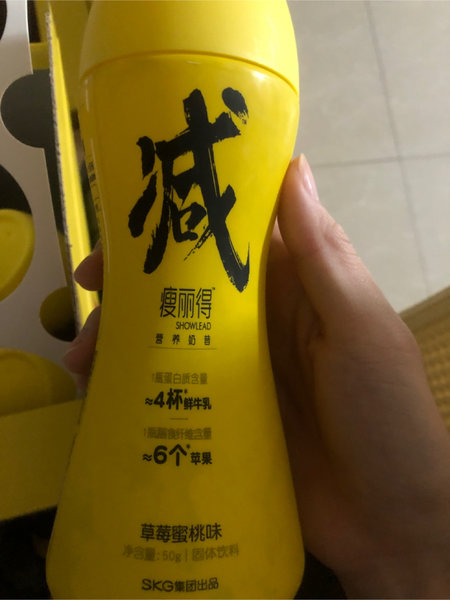 减
瘦丽得™
SHOWLEAD
营养奶昔
1瓶蛋白质含量
≈4杯*鲜牛乳
1瓶膳食纤维含量
≈6个*苹果
草莓蜜桃味
净含量:50g | 固体饮料
SKG集团出品